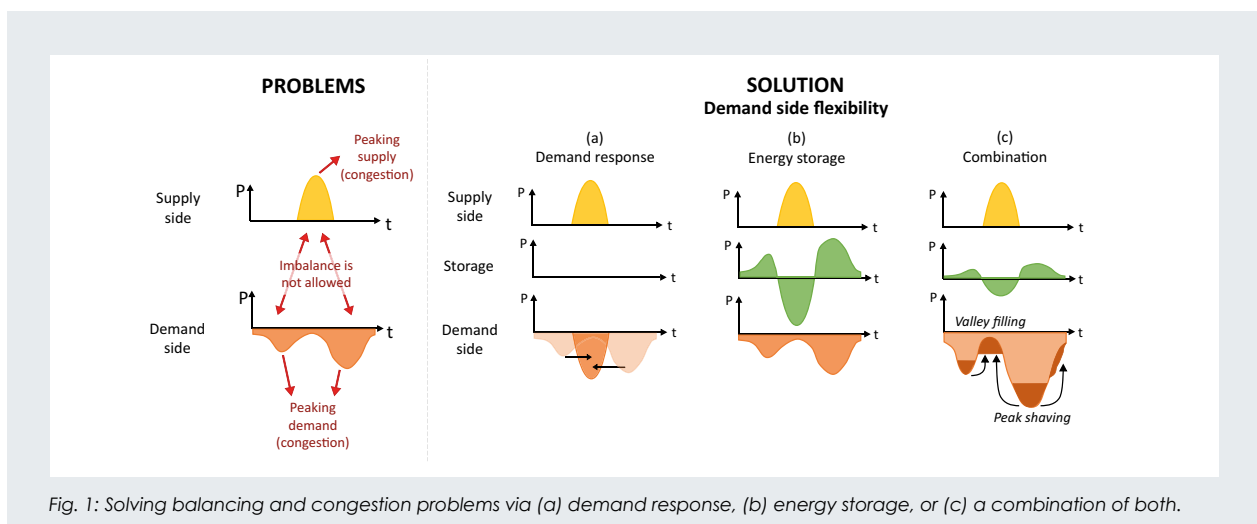 PROBLEMS
Peaking
supply
(congestion)
P
Supply
side
t
Imbalance is
not allowed
P
Demand
side
t
Peaking
demand
(congestion)
SOLUTION
Demand side flexibility
(a)
Demand response
(b)
Energy storage
(c)
Combination
Supply
side
P
t
P
t
P
t
Storage
P
t
P
t
P
t
Demand
side
P
t
P
t
P
t
Valley filling
Peak shaving
Fig. 1: Solving balancing and congestion problems via (a) demand response, (b) energy storage, or (c) a combination of both.